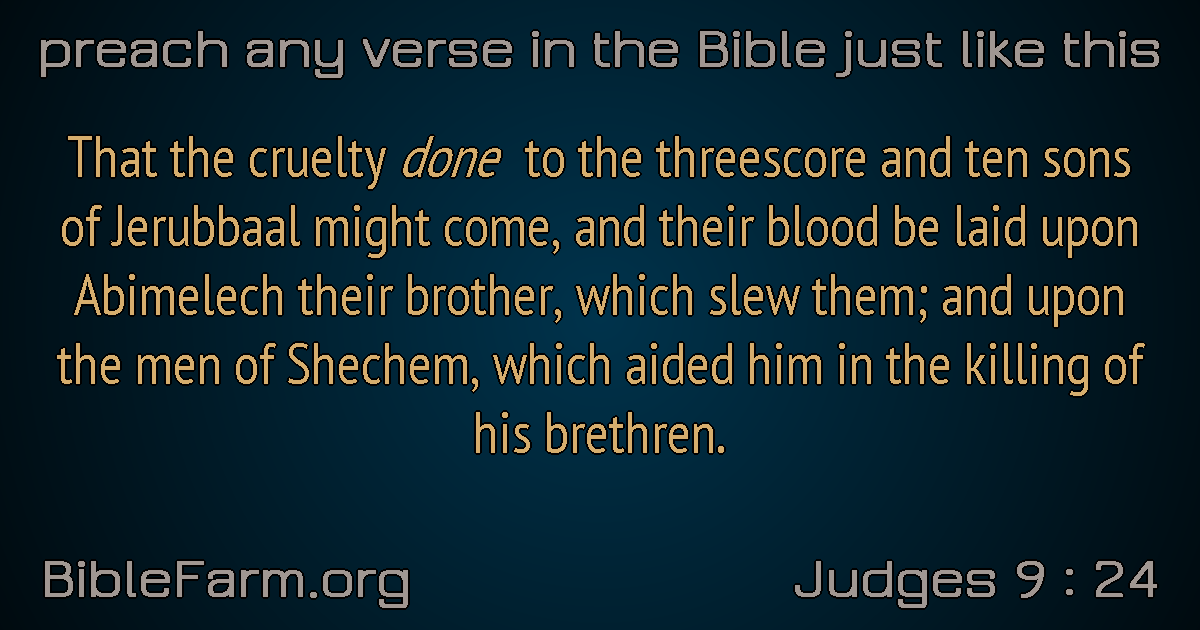 preach any verse in the Bible just like this
That the cruelty done to the threescore and ten sons
of Jerubbaal might come, and their blood be laid upon
Abimelech their brother, which slew them; and upon
the men of Shechem, which aided him in the killing of
his brethren.
BibleFarm.org
Judges 9 : 24